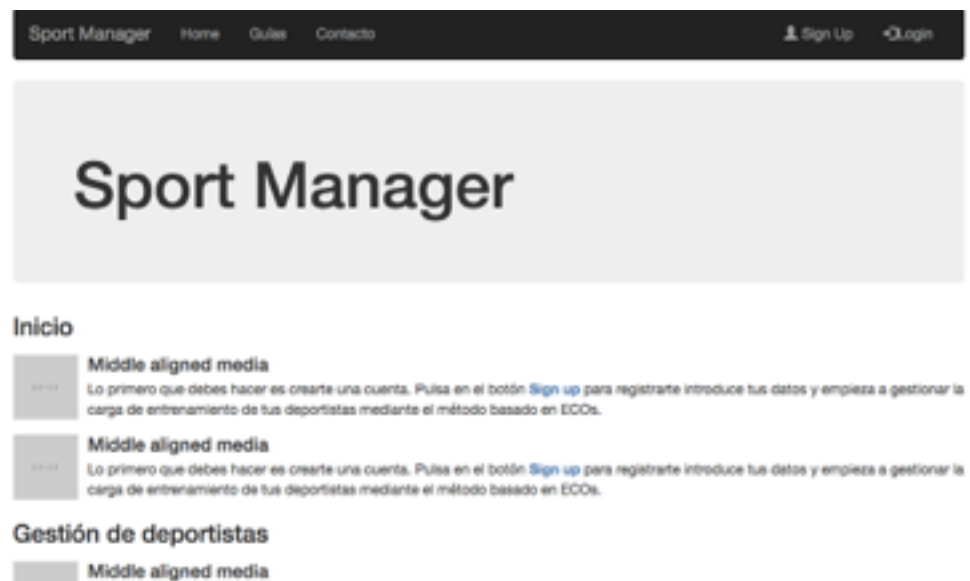 Sport Manager Home Guías Contacto Sign Up Login
Sport Manager
Inicio
Middle aligned media
Lo primero que debes hacer es crearte una cuenta. Pulsa en el botón Sign up para registrarte introduce tus datos y empieza a gestionar la
carga de entrenamiento de tus deportistas mediante el método basado en ECOs.
Middle aligned media
Lo primero que debes hacer es crearte una cuenta. Pulsa en el botón Sign up para registrarte introduce tus datos y empieza a gestionar la
carga de entrenamiento de tus deportistas mediante el método basado en ECOs.
Gestión de deportistas
Middle aligned media